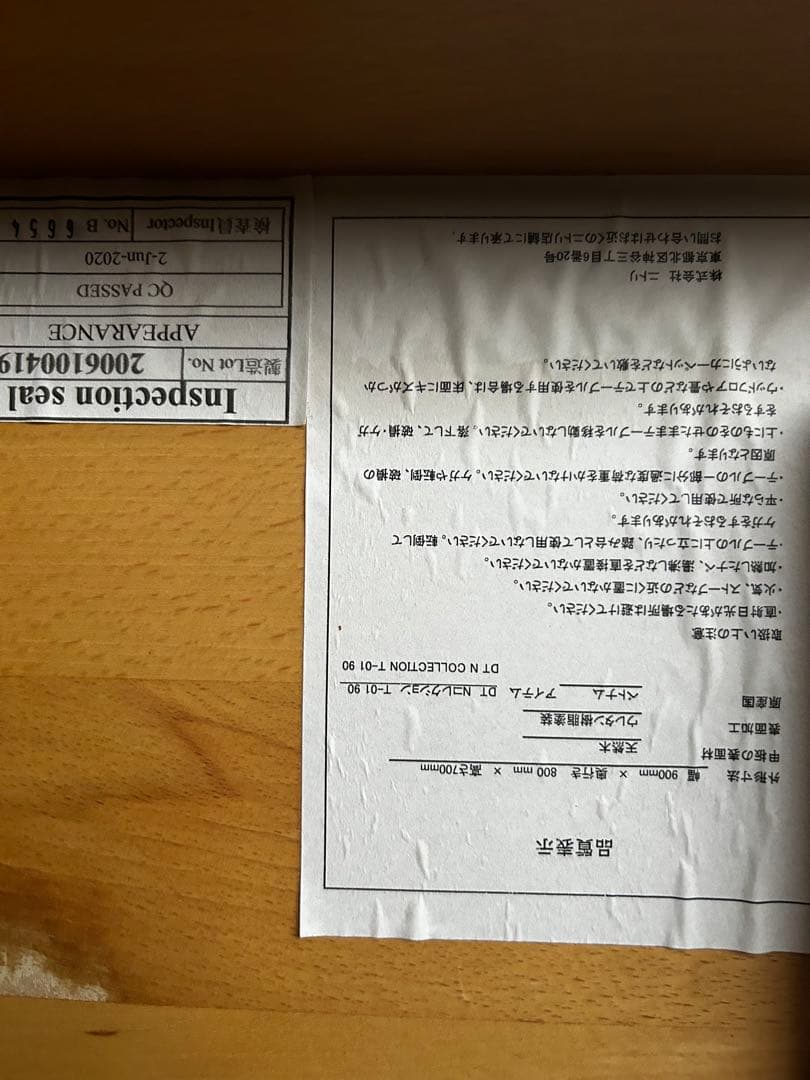 品質表示
外形寸法 幅 900mm × 奥行き 800 mm × 高さ700mm
甲板の表面材 天然木
表面加工 ウレタン樹脂塗装
原産国 ベトナム アイテム DT Nコレクション T-01 90
DT N COLLECTION T-01 90
取扱い上の注意
・直射日光があたる場所は避けてください。
・火気、ストーブなどの近くに置かないでください。
・加熱したナベ、湯沸しなどを直接置かないでください。
・テーブルの上に立ったり、踏み台として使用しないでください。転倒して
ケガをするおそれがあります。
・平らな所で使用してください。
・テーブルの一部分に過度な荷重をかけないでください。ケガや転倒、破損の
原因となります。
・上にものをのせたままテーブルを移動しないでください。落下して、破損・ケガ
をするおそれがあります。
・ウッドフロアや畳などの上でテーブルを使用する場合は、床面にキズがつか
ないようにカーペットなどを敷いてください。
株式会社 ニトリ
東京都北区神谷三丁目6番20号
お問い合わせはお近くのニトリ店舗にて承ります。
Inspection seal
製造Lot No. 2006100419
APPEARANCE
QC PASSED
2-Jun-2020
検査員Inspector No. B 6654